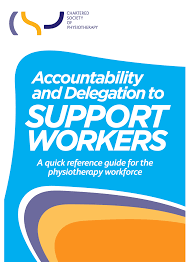 CHARTERED
SOCIETY
OF
PHYSIOTHERAPY
Accountability
and Delegation to
SUPPORT
WORKERS
A quick reference guide for the
physiotherapy workforce